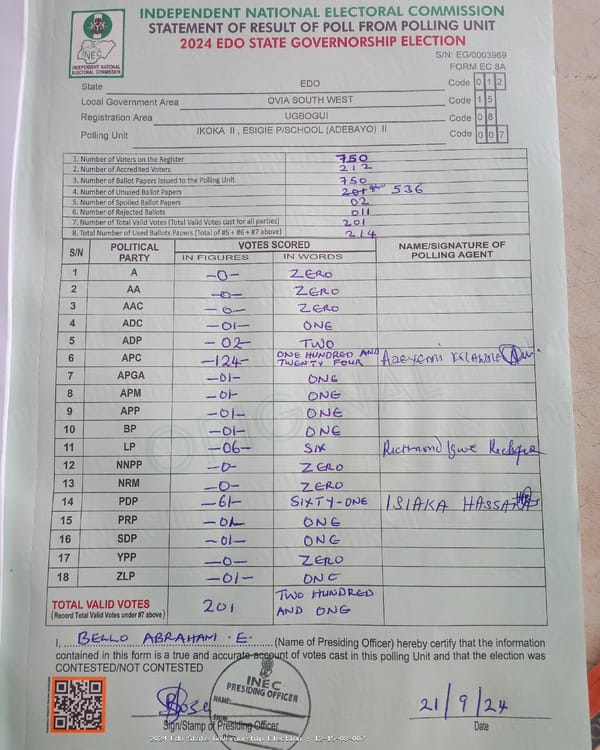 INDEPENDENT NATIONAL ELECTORAL COMMISSION
STATEMENT OF RESULT OF POLL FROM POLLING UNIT
2024 EDO STATE GOVERNORSHIP ELECTION
INEC
INDEPENDENT NATIONAL
ELECTORAL COMMISSION
S/N: EG/0003969
FORM EC 8A
State EDO Code 0 1 2
Local Government Area OVIA SOUTH WEST Code 1 5
Registration Area UGBOGUI Code 0 8
Polling Unit IKOKA II , ESIGIE P/SCHOOL (ADEBAYO) II Code 0 0 7
1. Number of Voters on the Register 750
2. Number of Accredited Voters 212
3. Number of Ballot Papers Issued to the Polling Unit 750
4. Number of Unused Ballot Papers 536
5. Number of Spoiled Ballot Papers 02
6. Number of Rejected Ballots 011
7. Number of Total Valid Votes (Total Valid Votes cast for all parties) 201
8. Total Number of Used Ballots Papers (Total of #5 + #6 + #7 above) 214
S/N POLITICAL PARTY VOTES SCORED NAME/SIGNATURE OF POLLING AGENT
IN FIGURES IN WORDS
1 A -0- ZERO
2 AA -0- ZERO
3 AAC -0- ZERO
4 ADC -01- ONE
5 ADP -02- TWO
6 APC -124- ONE HUNDRED AND TWENTY FOUR
7 APGA -01- ONE
8 APM -01- ONE
9 APP -01- ONE
10 BP -01- ONE
11 LP -06- SIX Richmond
12 NNPP -0- ZERO
13 NRM -0- ZERO
14 PDP -61- SIXTY-ONE ISIAKA HASSANA
15 PRP -01- ONE
16 SDP -01- ONE
17 YPP -0- ZERO
18 ZLP -01- ONE
TOTAL VALID VOTES 201 TWO HUNDRED AND ONE
(Record Total Valid Votes under #7 above)
ORIGINAL
I, BELLO ABRAHAM .E. (Name of Presiding Officer) hereby certify that the information
contained in this form is a true and accurate account of votes cast in this polling Unit and that the election was
CONTESTED/NOT CONTESTED
INEC
PRESIDING OFFICER
NAME:
SIGN:
21/9/24
Sign/Stamp of Presiding Officer Date
2024 Edo State Governorship Election : 12-15-08-007